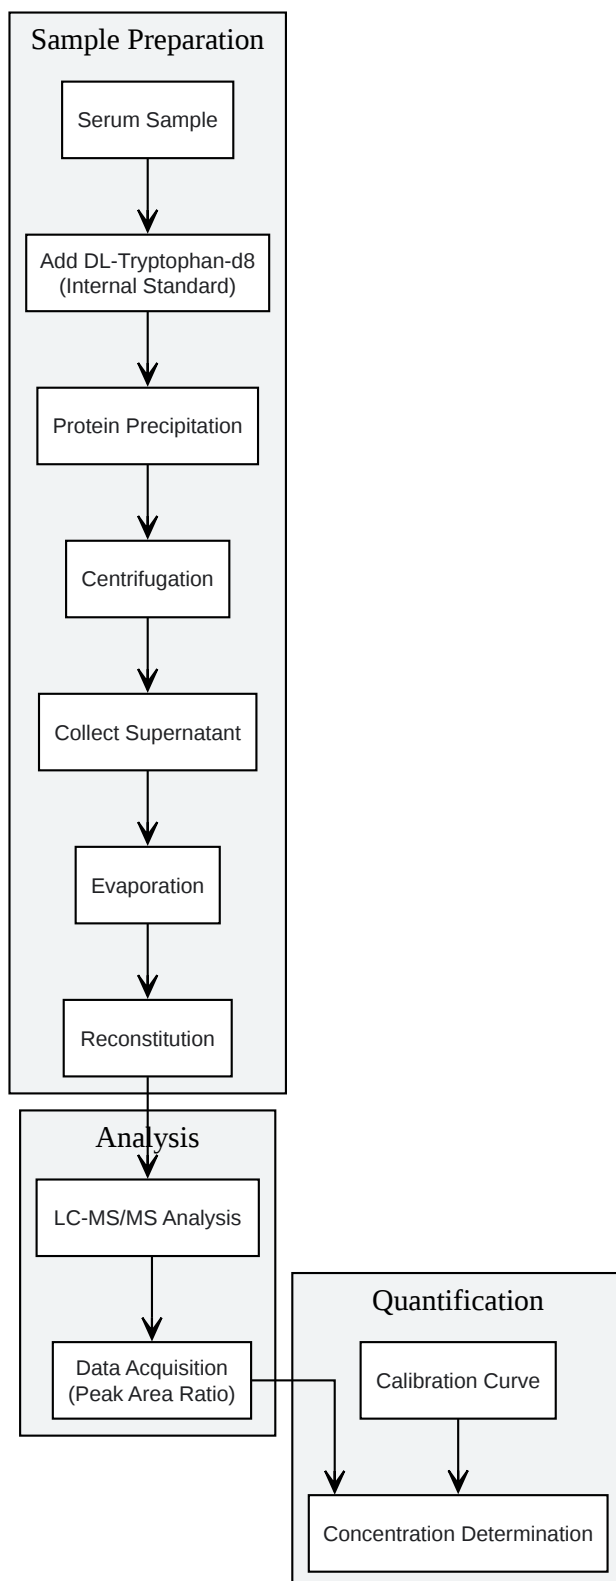 Sample Preparation
Serum Sample
Add DL-Tryptophan-d8
(Internal Standard)
Protein Precipitation
Centrifugation
Collect Supernatant
Evaporation
Reconstitution
Analysis
LC-MS/MS Analysis
Data Acquisition
(Peak Area Ratio)
Quantification
Calibration Curve
Concentration Determination